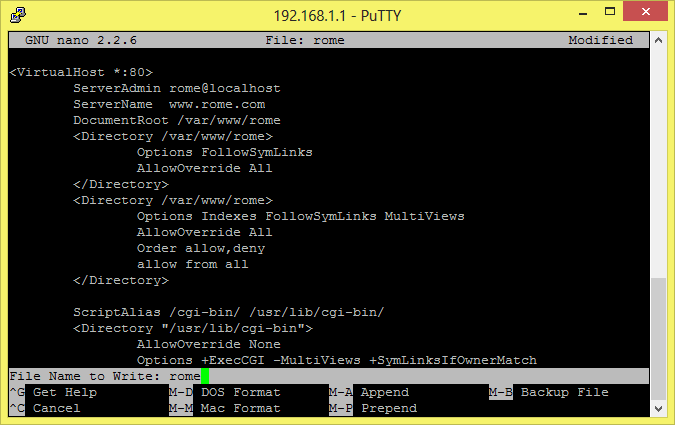 192.168.1.1 - PuTTY
GNU nano 2.2.6 File: rome Modified
<VirtualHost *:80>
ServerAdmin rome@localhost
ServerName www.rome.com
DocumentRoot /var/www/rome
<Directory /var/www/rome>
Options FollowSymLinks
AllowOverride All
</Directory>
<Directory /var/www/rome>
Options Indexes FollowSymLinks MultiViews
AllowOverride All
Order allow,deny
allow from all
</Directory>
ScriptAlias /cgi-bin/ /usr/lib/cgi-bin/
<Directory "/usr/lib/cgi-bin">
AllowOverride None
Options +ExecCGI -MultiViews +SymLinksIfOwnerMatch
File Name to Write: rome
^G Get Help M-D DOS Format M-A Append M-B Backup File
^C Cancel M-M Mac Format M-P Prepend